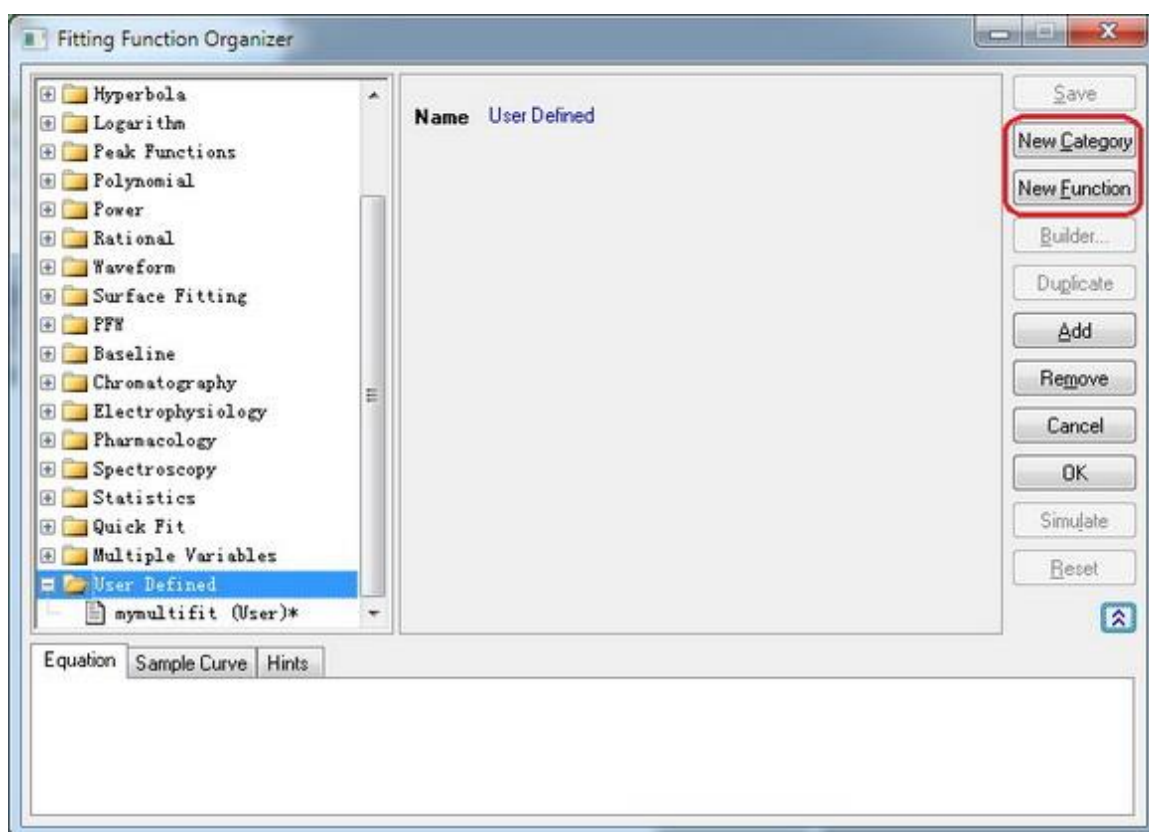 Fitting Function Organizer
Hyperbola
Logarithm
Peak Functions
Polynomial
Power
Rational
Waveform
Surface Fitting
PFW
Baseline
Chromatography
Electrophysiology
Pharmacology
Spectroscopy
Statistics
Quick Fit
Multiple Variables
User Defined
mymultifit (User)*
Name User Defined
Save
New Category
New Function
Builder...
Duplicate
Add
Remove
Cancel
OK
Simulate
Reset
Equation Sample Curve Hints